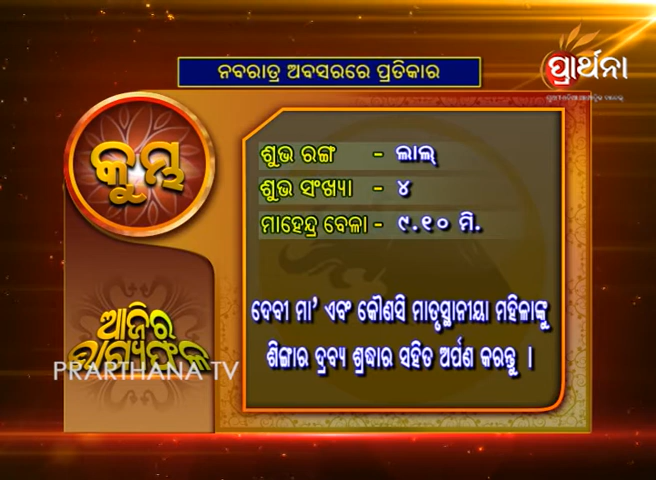 ନବରାତ୍ର ଅବସରରେ ପ୍ରତିକାର
ପ୍ରାର୍ଥନା
କୁମ୍ଭ
ଶୁଭ ରଙ୍ଗ - ଲାଲ୍
ଶୁଭ ସଂଖ୍ୟା - ୪
ମାହେନ୍ଦ୍ର ବେଳା - ୯.୧୦ ମି.
ଦେବୀ ମା’ ଏବଂ କୌଣସି ମାତୃସ୍ଥାନୀୟା ମହିଳାଙ୍କୁ
ଶିଙ୍ଗାର ଦ୍ରବ୍ୟ ଶ୍ରଦ୍ଧାର ସହିତ ଅର୍ପଣ କରନ୍ତୁ ।
ଆଜିର
ଭାଗ୍ୟଫଳ
PRARTHANA TV